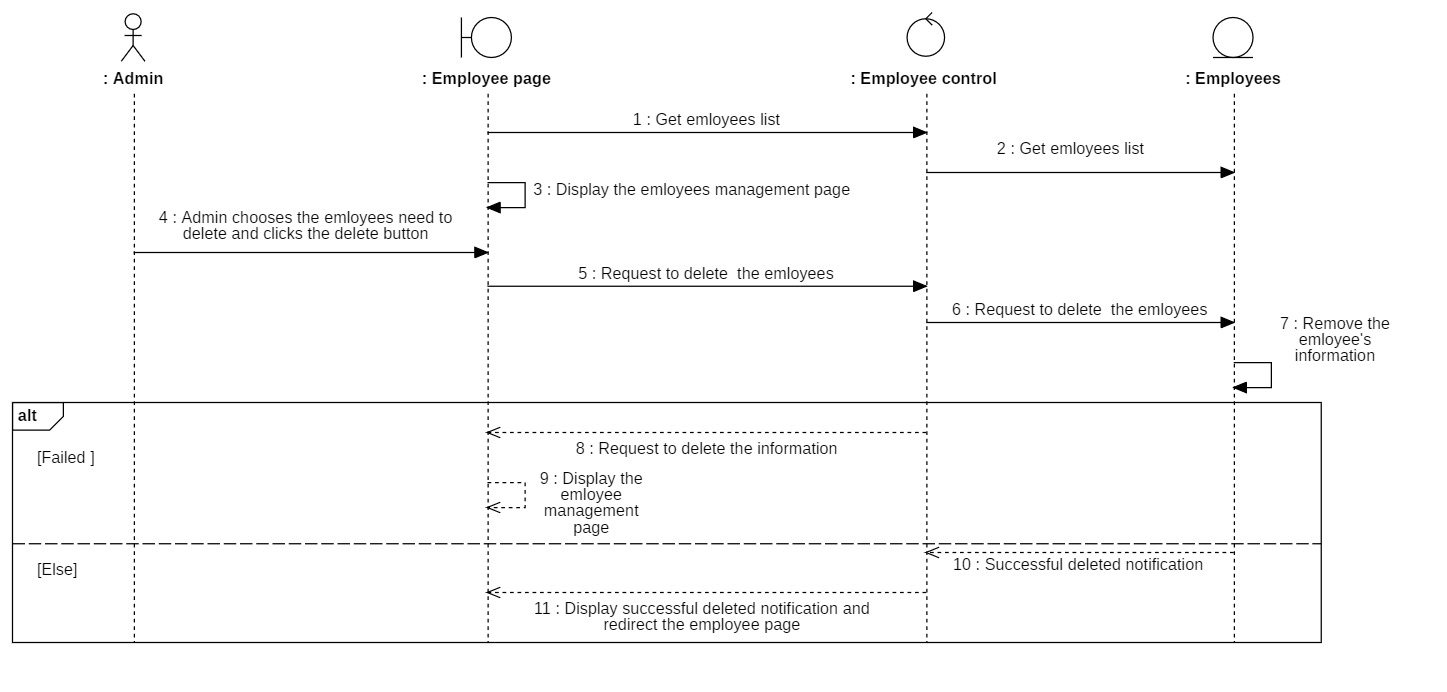 : Admin
: Employee page
: Employee control
: Employees
1 : Get emloyees list
2 : Get emloyees list
3 : Display the emloyees management page
4 : Admin chooses the emloyees need to
delete and clicks the delete button
5 : Request to delete  the emloyees
6 : Request to delete  the emloyees
7 : Remove the
emloyee's
information
alt
8 : Request to delete the information
[Failed ]
9 : Display the
emloyee
management
page
[Else]
10 : Successful deleted notification
11 : Display successful deleted notification and
redirect the employee page